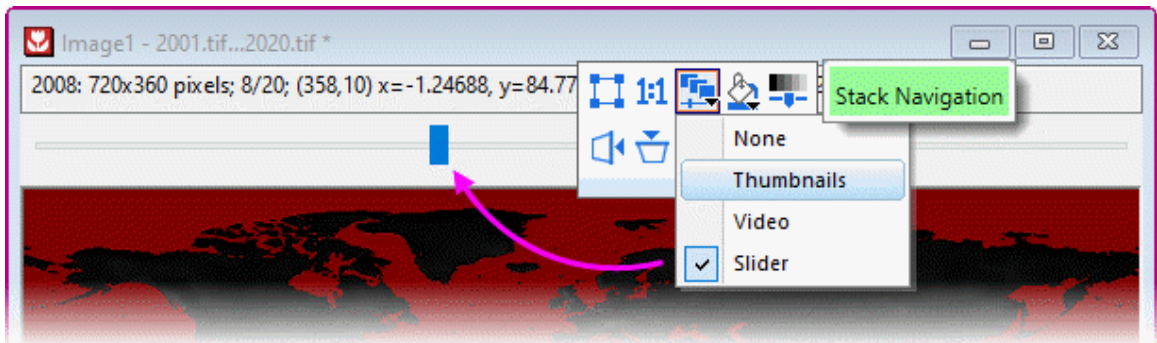 Image1 - 2001.tif...2020.tif *
2008: 720x360 pixels; 8/20; (358,10) x=-1.24688, y=84.77
1:1
Stack Navigation
None
Thumbnails
Video
Slider